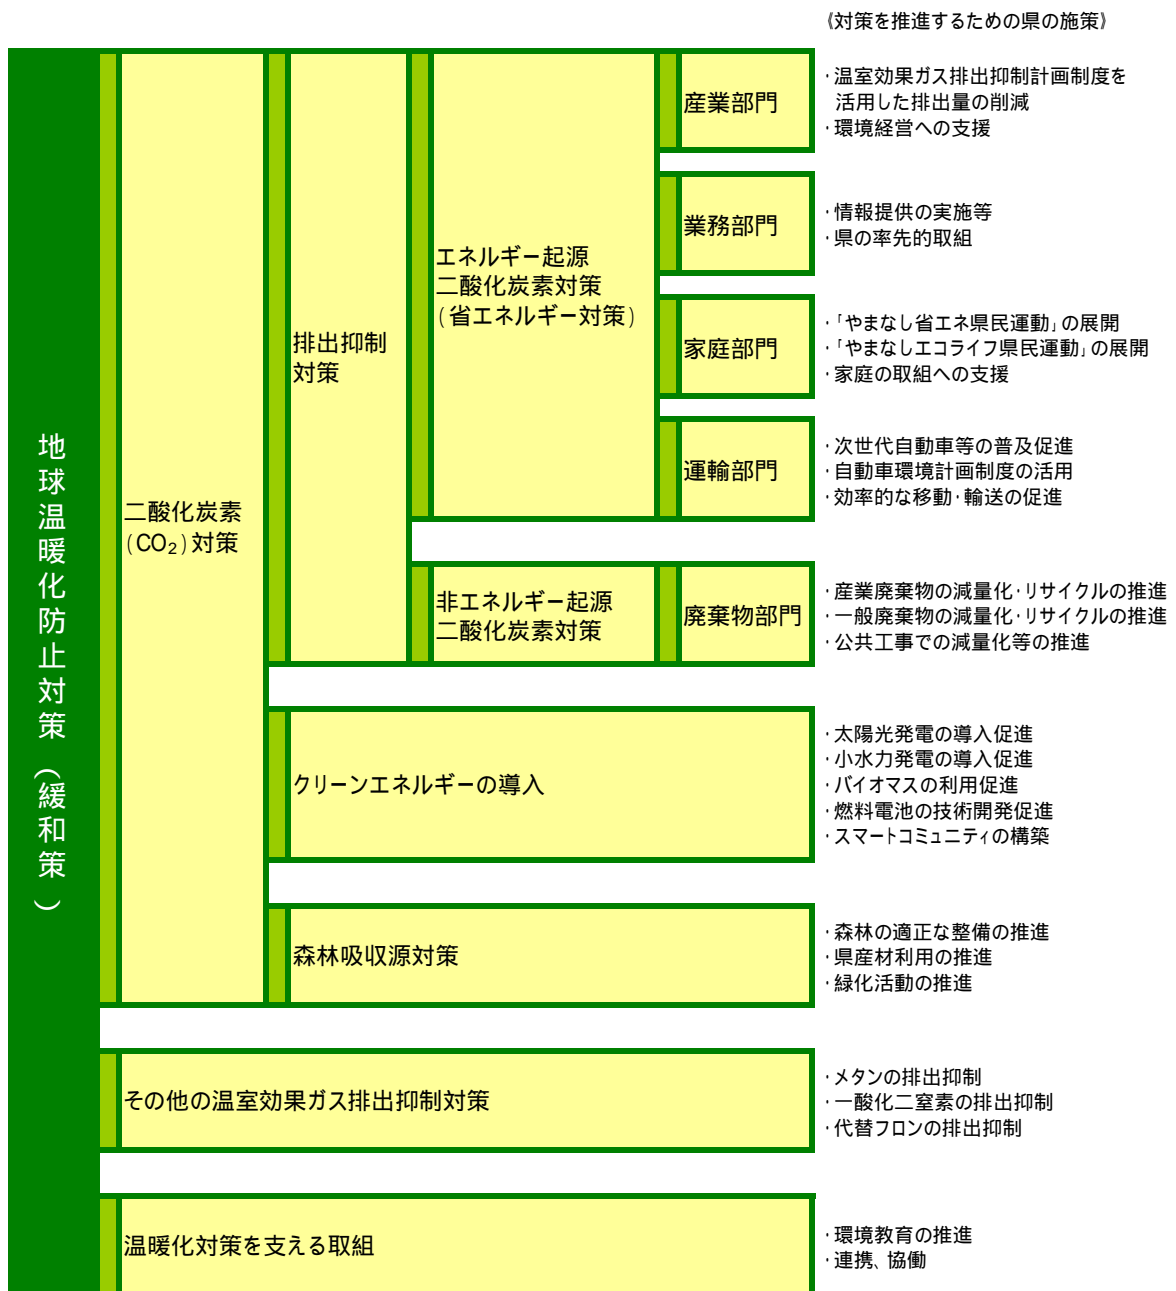 《対策を推進するための県の施策》
地球温暖化防止対策（緩和策）
二酸化炭素
(CO₂)対策
排出抑制
対策
エネルギー起源
二酸化炭素対策
(省エネルギー対策)
産業部門
・温室効果ガス排出抑制計画制度を
活用した排出量の削減
・環境経営への支援
業務部門
・情報提供の実施等
・県の率先的取組
家庭部門
・「やまなし省エネ県民運動」の展開
・「やまなしエコライフ県民運動」の展開
・家庭の取組への支援
運輸部門
・次世代自動車等の普及促進
・自動車環境計画制度の活用
・効率的な移動・輸送の促進
非エネルギー起源
二酸化炭素対策
廃棄物部門
・産業廃棄物の減量化・リサイクルの推進
・一般廃棄物の減量化・リサイクルの推進
・公共工事での減量化等の推進
クリーンエネルギーの導入
・太陽光発電の導入促進
・小水力発電の導入促進
・バイオマスの利用促進
・燃料電池の技術開発促進
・スマートコミュニティの構築
森林吸収源対策
・森林の適正な整備の推進
・県産材利用の推進
・緑化活動の推進
その他の温室効果ガス排出抑制対策
・メタンの排出抑制
・一酸化二窒素の排出抑制
・代替フロンの排出抑制
温暖化対策を支える取組
・環境教育の推進
・連携、協働